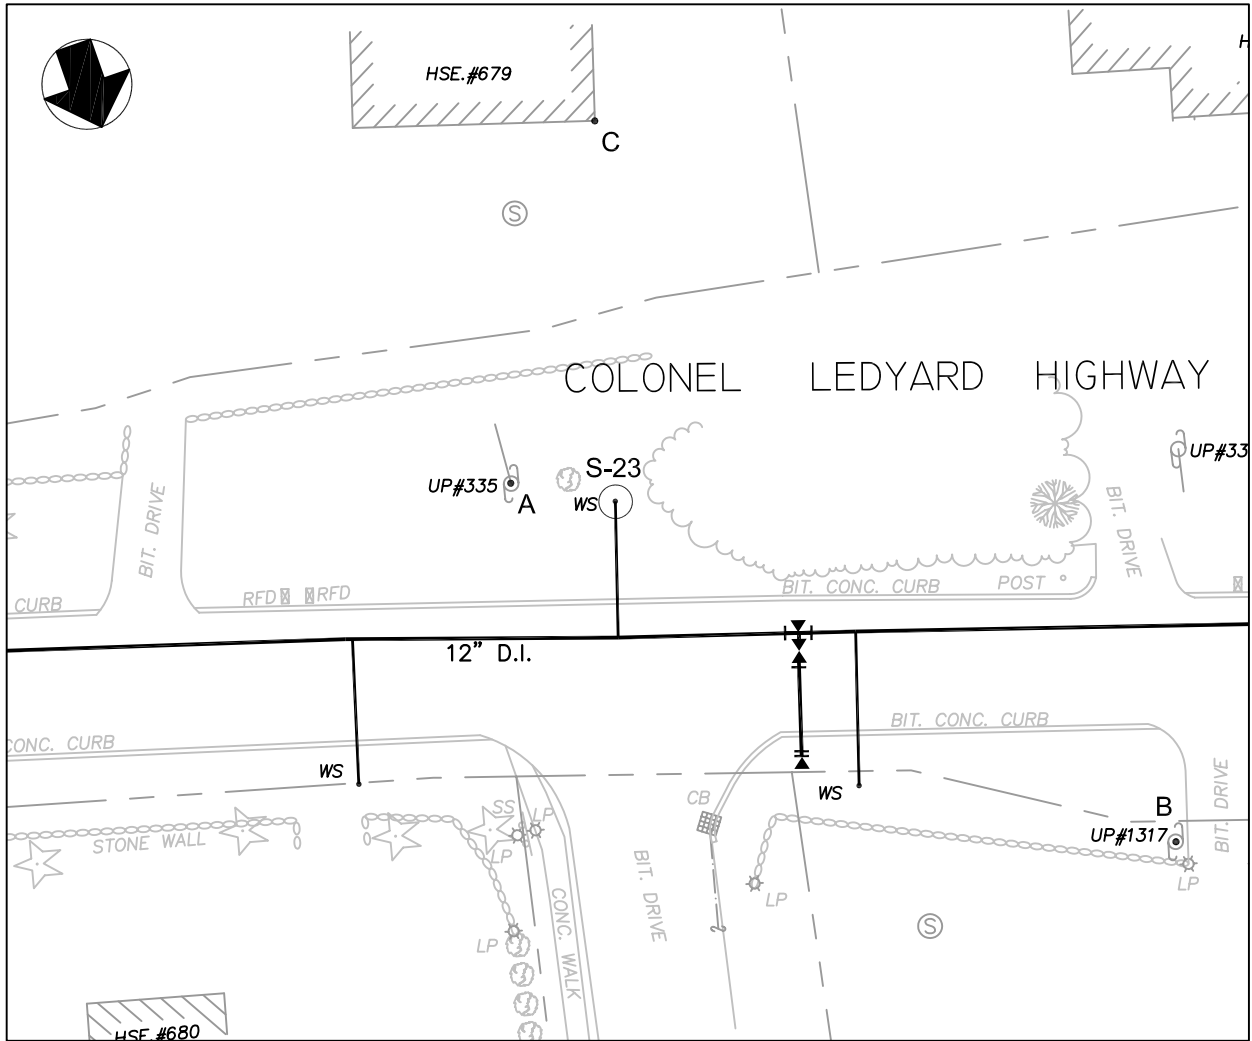 HSE.#679
H
C
S
COLONEL LEDYARD HIGHWAY
S-23
UP#335
A
WS
UP#33
BIT. DRIVE
BIT. DRIVE
CURB
RFD RFD
BIT. CONC. CURB
POST
12" D.I.
CONC. CURB
BIT. CONC. CURB
WS
WS
CB
SS
LP
LP
STONE WALL
B
UP#1317
BIT. DRIVE
LP
LP
BIT. DRIVE
CONC. WALK
LP
S
HSE.#680